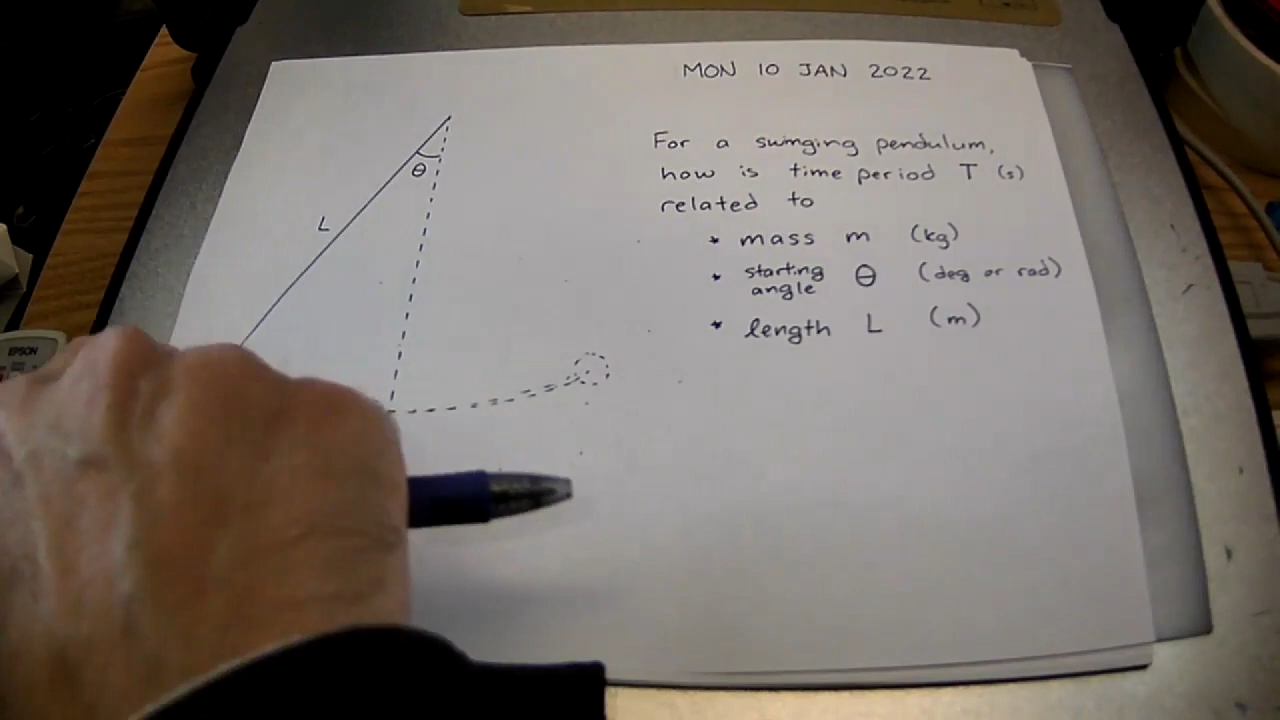 MON 10 JAN 2022
For a swinging pendulum,
how is time period T (s)
related to
* mass m (kg)
* starting angle θ (deg or rad)
* length L (m)
θ
L
EPSON